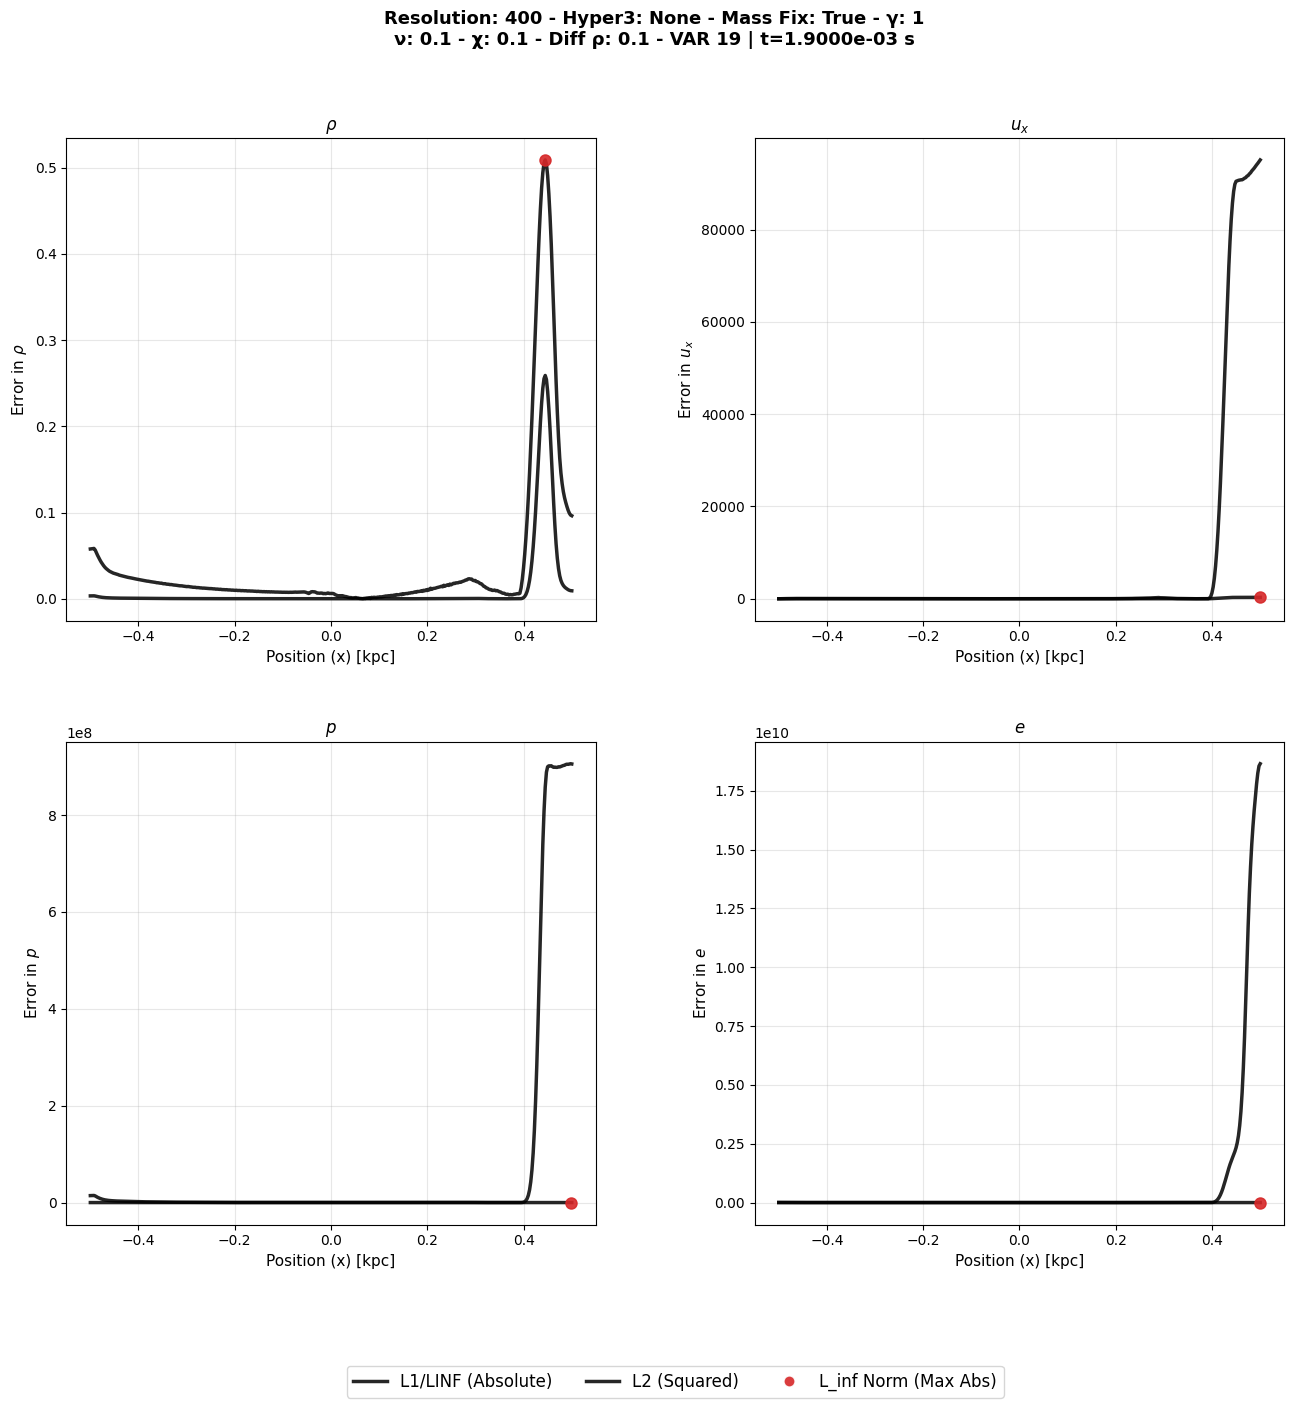 Resolution: 400 - Hyper3: None - Mass Fix: True - γ: 1
ν: 0.1 - χ: 0.1 - Diff ρ: 0.1 - VAR 19 | t=1.9000e-03 s
ρ
Error in ρ
0.5
0.4
0.3
0.2
0.1
0.0
−0.4 −0.2 0.0 0.2 0.4
Position (x) [kpc]
u_x
Error in u_x
80000
60000
40000
20000
0
−0.4 −0.2 0.0 0.2 0.4
Position (x) [kpc]
p
1e8
Error in p
8
6
4
2
0
−0.4 −0.2 0.0 0.2 0.4
Position (x) [kpc]
e
1e10
Error in e
1.75
1.50
1.25
1.00
0.75
0.50
0.25
0.00
−0.4 −0.2 0.0 0.2 0.4
Position (x) [kpc]
L1/LINF (Absolute) L2 (Squared) L_inf Norm (Max Abs)